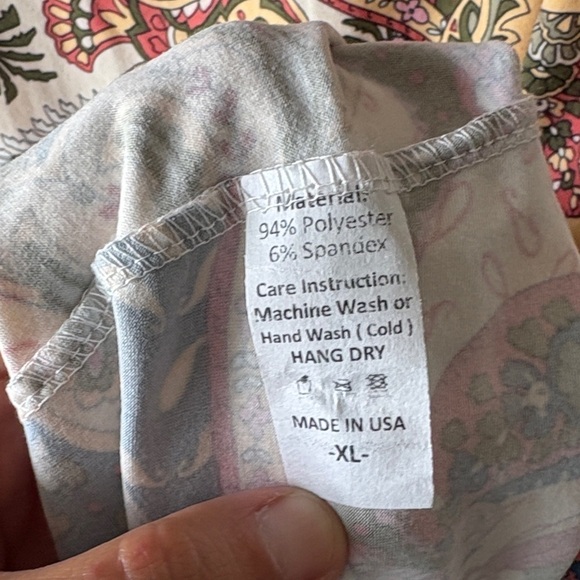 Material:
94% Polyester
6% Spandex
Care Instruction:
Machine Wash or
Hand Wash ( Cold )
HANG DRY
MADE IN USA
-XL-